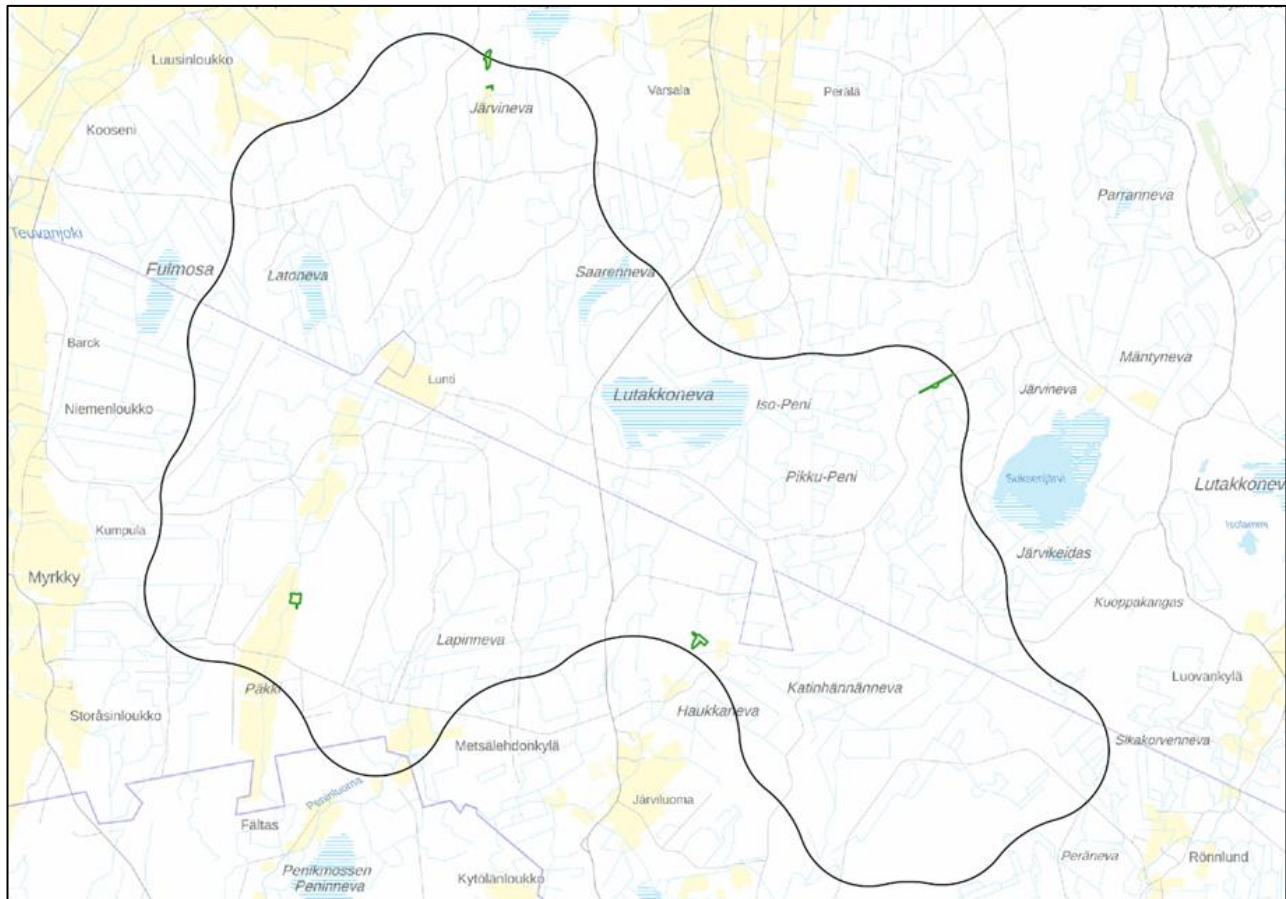 Luusinloukko
Varsala
Perälä
Järvineva
Kooseni
Parranneva
Teuvanjoki
Fulmosa
Latoneva
Saarenneva
Barck
Mäntyneva
Lunti
Järvineva
Lutakkoneva
Iso-Peni
Niemenloukko
Pikku-Peni
Lutakkonev
Kumpula
Järvikeidas
Myrkky
Kuoppakangas
Lapinneva
Luovankylä
Päkki
Katinhännänneva
Haukkaneva
Storåsinloukko
Metsälehdonkylä
Sikakorvenneva
Peninluoma
Järviluoma
Fältas
Peräneva
Rönnlund
Penikmossen
Peninneva
Kytölänloukko